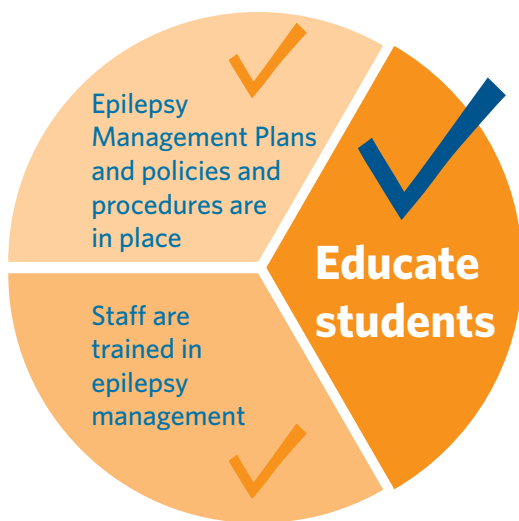 Epilepsy
Management Plans
and policies and
procedures are
in place
Educate
students
Staff are
trained in
epilepsy
management